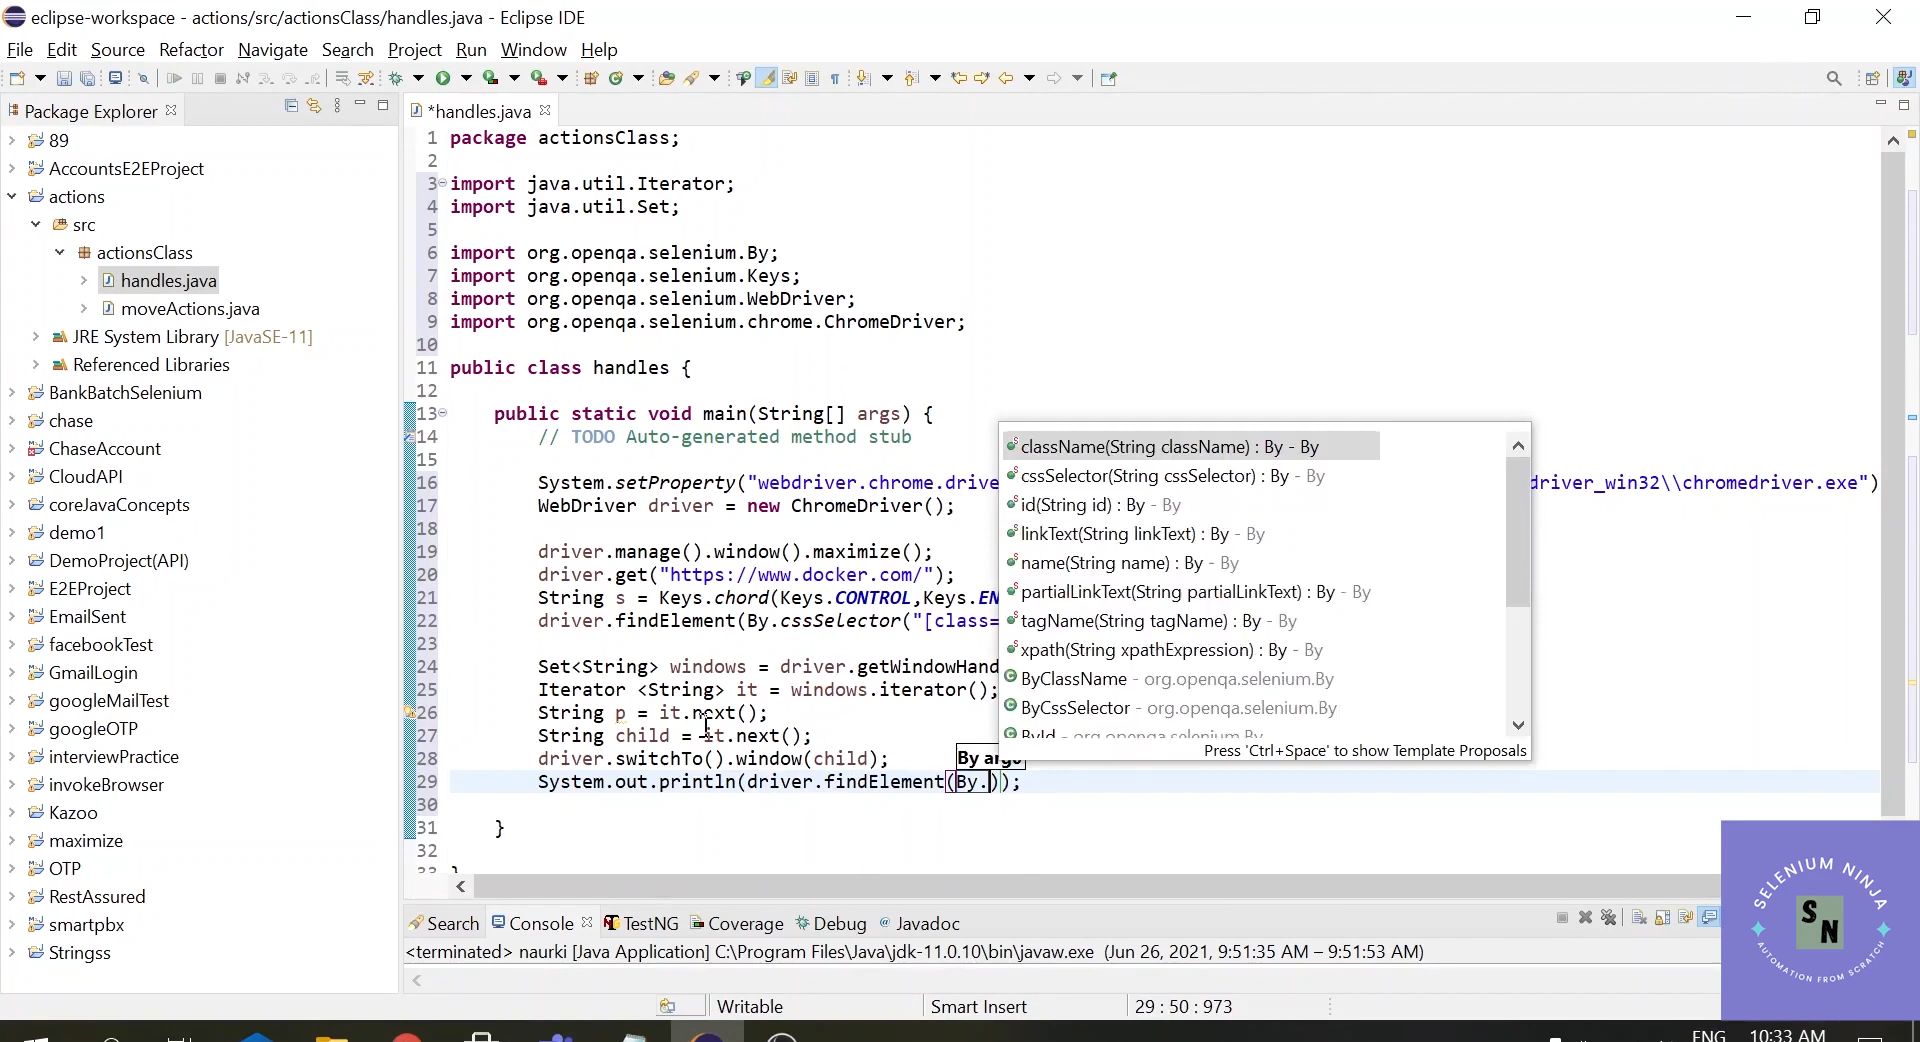 eclipse-workspace - actions/src/actionsClass/handles.java - Eclipse IDE
File Edit Source Refactor Navigate Search Project Run Window Help
Package Explorer
*handles.java
89
AccountsE2EProject
actions
src
actionsClass
handles.java
moveActions.java
JRE System Library [JavaSE-11]
Referenced Libraries
BankBatchSelenium
chase
ChaseAccount
CloudAPI
coreJavaConcepts
demo1
DemoProject(API)
E2EProject
EmailSent
facebookTest
GmailLogin
googleMailTest
googleOTP
interviewPractice
invokeBrowser
Kazoo
maximize
OTP
RestAssured
smartpbx
Stringss
1 package actionsClass;
2
3 import java.util.Iterator;
4 import java.util.Set;
5
6 import org.openqa.selenium.By;
7 import org.openqa.selenium.Keys;
8 import org.openqa.selenium.WebDriver;
9 import org.openqa.selenium.chrome.ChromeDriver;
10
11 public class handles {
12
13 public static void main(String[] args) {
14 // TODO Auto-generated method stub
15
16 System.setProperty("webdriver.chrome.drive driver_win32\\chromedriver.exe")
17 WebDriver driver = new ChromeDriver();
18
19 driver.manage().window().maximize();
20 driver.get("https://www.docker.com/");
21 String s = Keys.chord(Keys.CONTROL,Keys.EN
22 driver.findElement(By.cssSelector("[class=
23
24 Set<String> windows = driver.getWindowHand
25 Iterator <String> it = windows.iterator();
26 String p = it.next();
27 String child = it.next();
28 driver.switchTo().window(child);
29 System.out.println(driver.findElement(By.));
30
31 }
32
33 }
className(String className) : By - By
cssSelector(String cssSelector) : By - By
id(String id) : By - By
linkText(String linkText) : By - By
name(String name) : By - By
partialLinkText(String partialLinkText) : By - By
tagName(String tagName) : By - By
xpath(String xpathExpression) : By - By
ByClassName - org.openqa.selenium.By
ByCssSelector - org.openqa.selenium.By
ById - org.openqa.selenium.By
Press 'Ctrl+Space' to show Template Proposals
By arg0
Search Console TestNG Coverage Debug Javadoc
<terminated> naurki [Java Application] C:\Program Files\Java\jdk-11.0.10\bin\javaw.exe (Jun 26, 2021, 9:51:35 AM – 9:51:53 AM)
Writable Smart Insert 29 : 50 : 973
SELENIUM NINJA
S
N
AUTOMATION FROM SCRATCH
ENG 10:33 AM